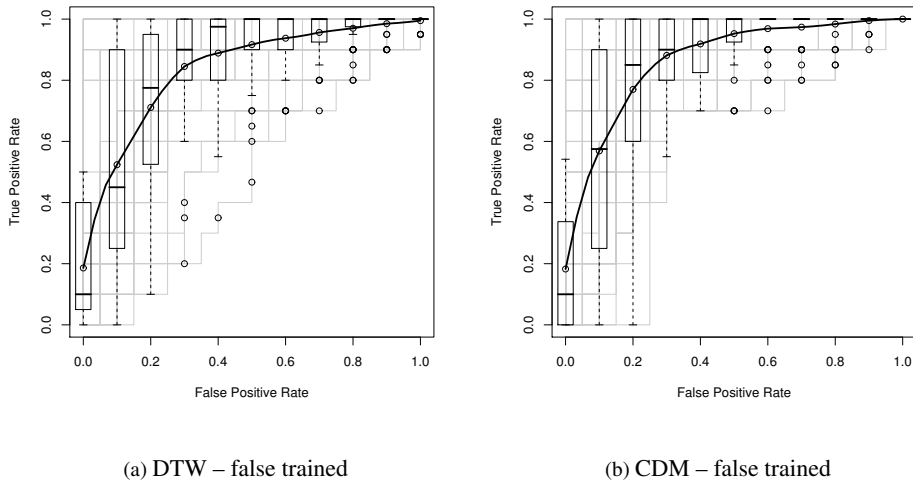 True Positive Rate
1.0
0.8
0.6
0.4
0.2
0.0
0.0 0.2 0.4 0.6 0.8 1.0
False Positive Rate
(a) DTW – false trained
True Positive Rate
1.0
0.8
0.6
0.4
0.2
0.0
0.0 0.2 0.4 0.6 0.8 1.0
False Positive Rate
(b) CDM – false trained